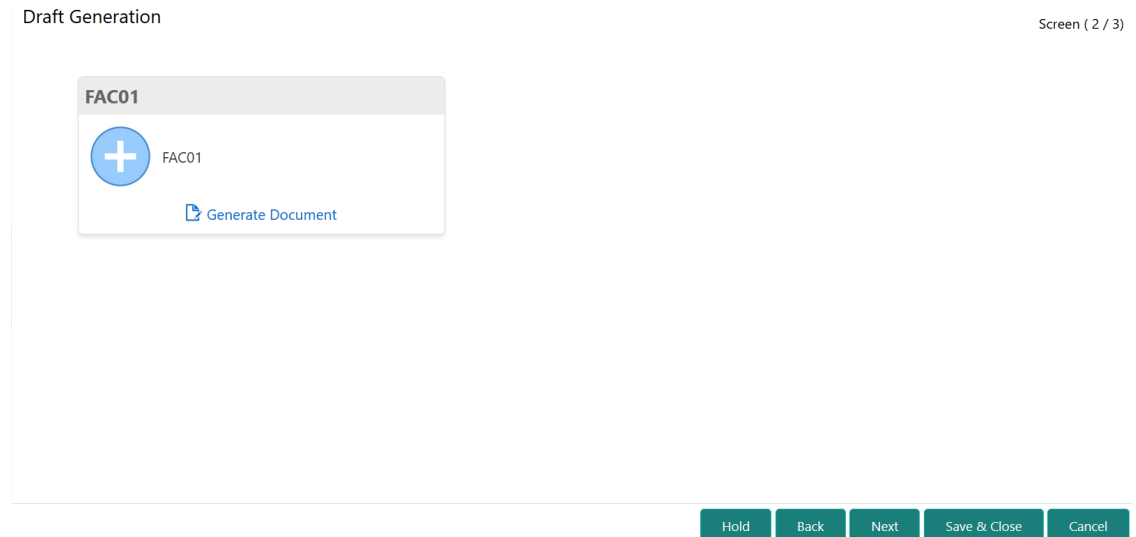 Draft Generation
Screen ( 2 / 3)
FAC01
FAC01
Generate Document
Hold Back Next Save & Close Cancel